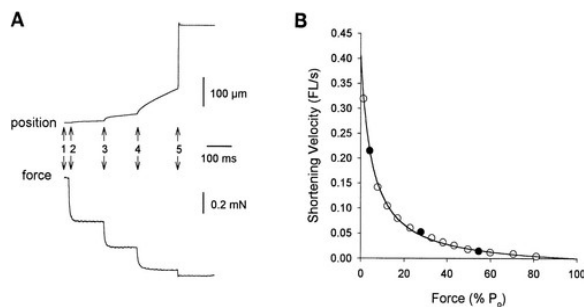 A
100 µm
position
1 2 3 4 5
100 ms
force
0.2 mN
B
Shortening Velocity (FL/s)
0.45
0.40
0.35
0.30
0.25
0.20
0.15
0.10
0.05
0.00
0 20 40 60 80 100
Force (% Po)